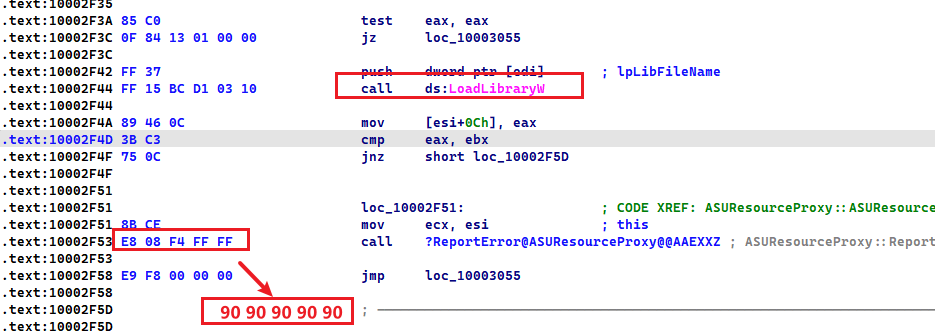 .text:10002F35
.text:10002F3A 85 C0 test eax, eax
.text:10002F3C 0F 84 13 01 00 00 jz loc_10003055
.text:10002F3C
.text:10002F42 FF 37 push dword ptr [edi] ; lpLibFileName
.text:10002F44 FF 15 BC D1 03 10 call ds:LoadLibraryW
.text:10002F44
.text:10002F4A 89 46 0C mov [esi+0Ch], eax
.text:10002F4D 3B C3 cmp eax, ebx
.text:10002F4F 75 0C jnz short loc_10002F5D
.text:10002F4F
.text:10002F51
.text:10002F51 loc_10002F51: ; CODE XREF: ASUResourceProxy::ASUResource
.text:10002F51 8B CE mov ecx, esi ; this
.text:10002F53 E8 08 F4 FF FF call ?ReportError@ASUResourceProxy@@AAEXXZ ; ASUResourceProxy::Report
.text:10002F53
.text:10002F58 E9 F8 00 00 00 jmp loc_10003055
.text:10002F58
.text:10002F5D 90 90 90 90 90 ;
.text:10002F5D